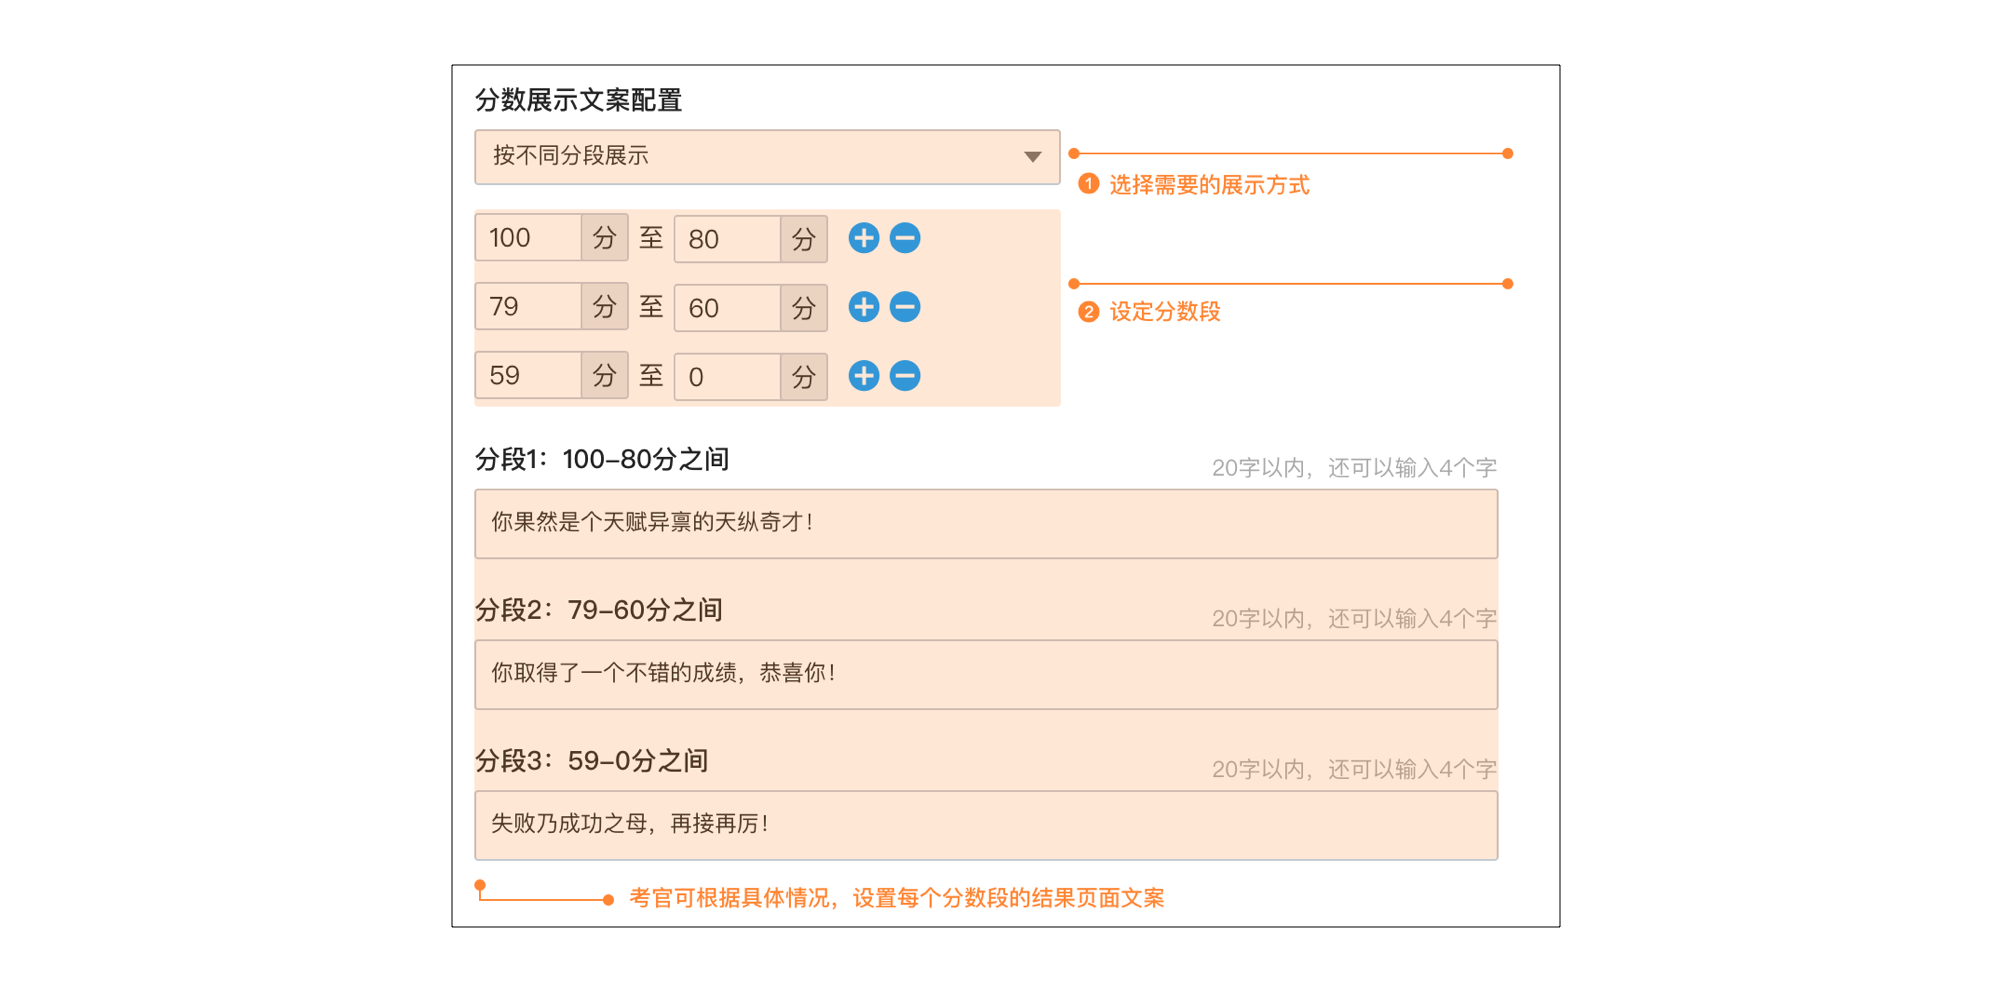 分数展示文案配置
按不同分段展示
1 选择需要的展示方式
100 分 至 80 分
79 分 至 60 分
2 设定分数段
59 分 至 0 分
分段1：100–80分之间
20字以内，还可以输入4个字
你果然是个天赋异禀的天纵奇才！
分段2：79–60分之间
20字以内，还可以输入4个字
你取得了一个不错的成绩，恭喜你！
分段3：59–0分之间
20字以内，还可以输入4个字
失败乃成功之母，再接再厉！
考官可根据具体情况，设置每个分数段的结果页面文案